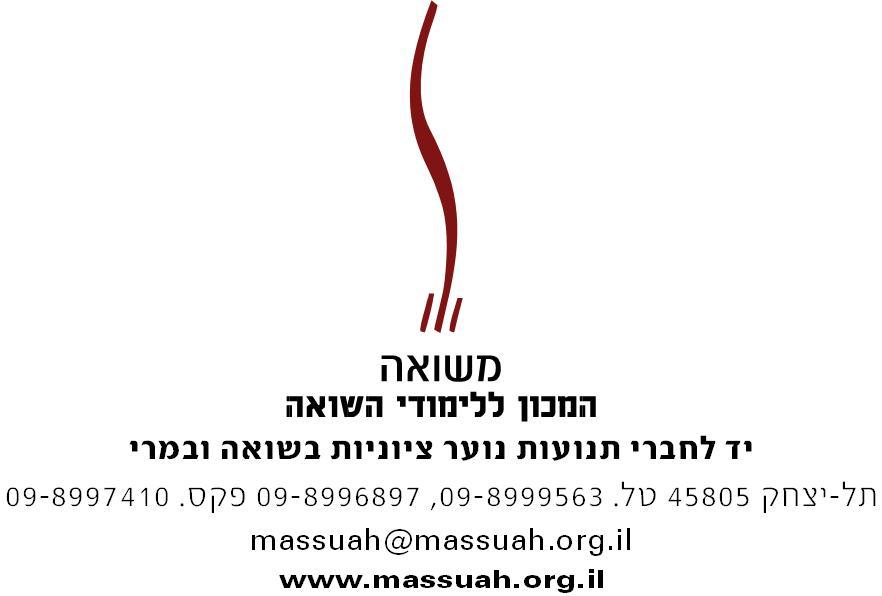 משואה
המכון ללימודי השואה
יד לחברי תנועות נוער ציוניות בשואה ובמרי
תל-יצחק 45805 טל. 09-8999563, 09-8996897 פקס. 09-8997410
massuah@massuah.org.il
www.massuah.org.il